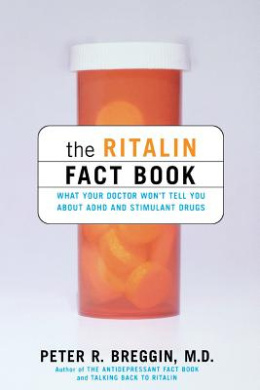 the RITALIN
FACT BOOK
WHAT YOUR DOCTOR WON'T TELL YOU
ABOUT ADHD AND STIMULANT DRUGS
PETER R. BREGGIN, M.D.
Author of THE ANTIDEPRESSANT FACT BOOK
and TALKING BACK TO RITALIN